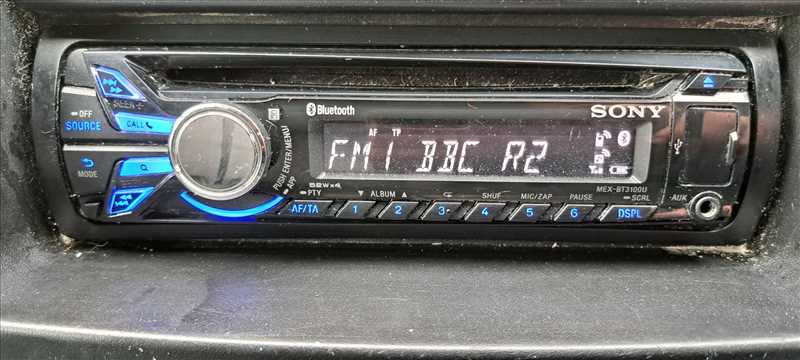 Bluetooth
SONY
SEEK +
OFF
SOURCE
CALL
MODE
PUSH ENTER/MENU
APP
AF TP
FM1 BBC R2
MEX-BT3100U
52W×4
PTY
▼ ALBUM ▲
SHUF
MIC/ZAP
PAUSE
SCRL
AF/TA
1
2
3
4
5
6
DSPL
AUX